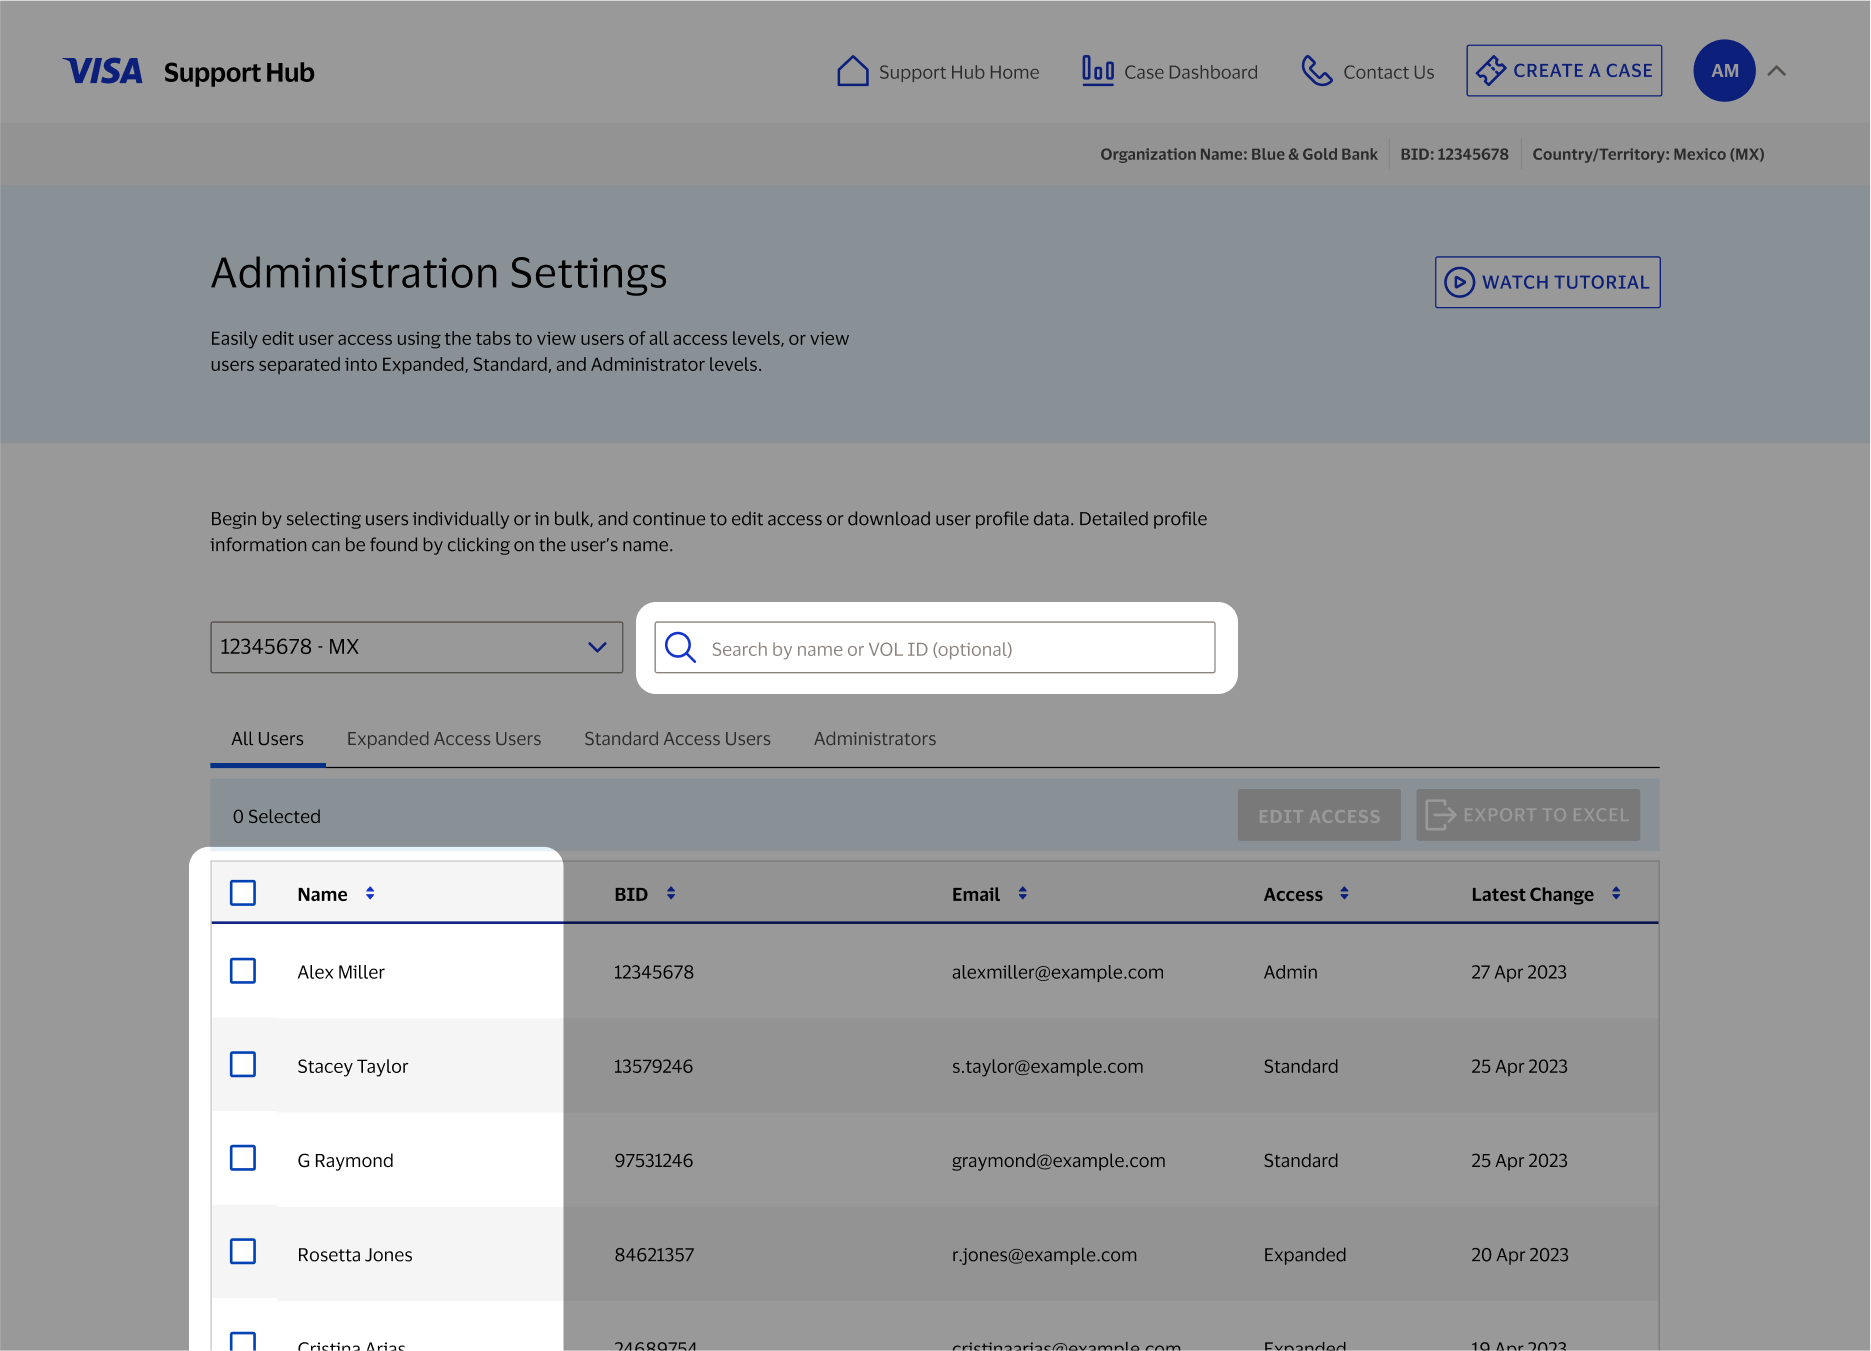 VISA Support Hub
Support Hub Home
Case Dashboard
Contact Us
CREATE A CASE
AM
Organization Name: Blue & Gold Bank
BID: 12345678
Country/Territory: Mexico (MX)
Administration Settings
WATCH TUTORIAL
Easily edit user access using the tabs to view users of all access levels, or view
users separated into Expanded, Standard, and Administrator levels.
Begin by selecting users individually or in bulk, and continue to edit access or download user profile data. Detailed profile
information can be found by clicking on the user’s name.
12345678 - MX
Search by name or VOL ID (optional)
All Users
Expanded Access Users
Standard Access Users
Administrators
0 Selected
EDIT ACCESS
EXPORT TO EXCEL
Name BID Email Access Latest Change
Alex Miller 12345678 alexmiller@example.com Admin 27 Apr 2023
Stacey Taylor 13579246 s.taylor@example.com Standard 25 Apr 2023
G Raymond 97531246 graymond@example.com Standard 25 Apr 2023
Rosetta Jones 84621357 r.jones@example.com Expanded 20 Apr 2023
Cristina Arias 24689754 cristinaarias@example.com Expanded 19 Apr 2023